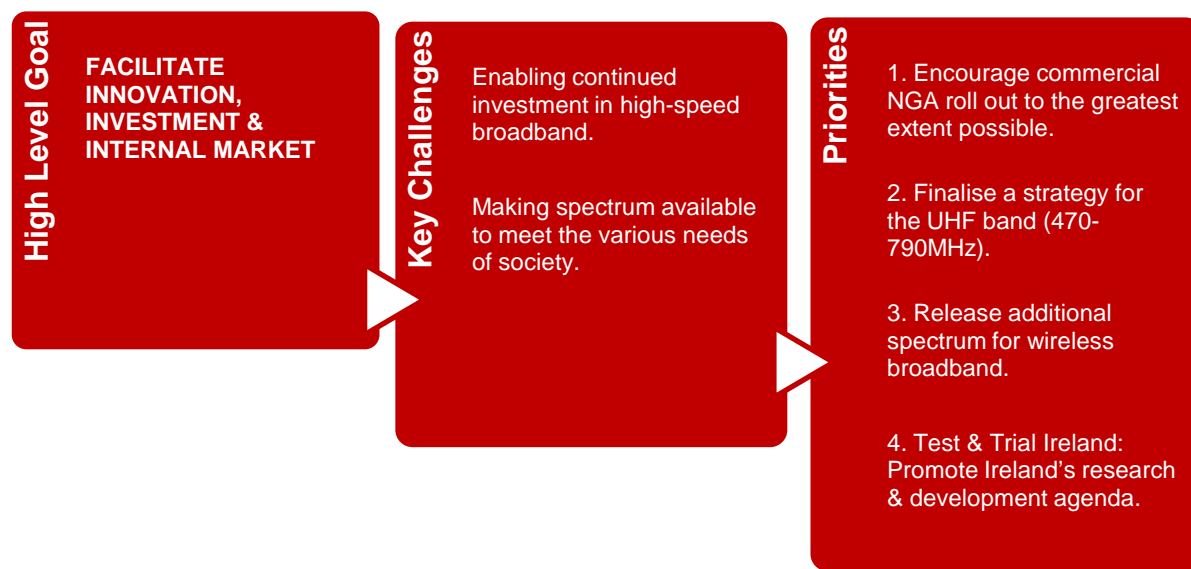 High Level Goal
FACILITATE
INNOVATION,
INVESTMENT &
INTERNAL MARKET
Key Challenges
Enabling continued
investment in high-speed
broadband.
Making spectrum available
to meet the various needs
of society.
Priorities
1. Encourage commercial
NGA roll out to the greatest
extent possible.
2. Finalise a strategy for
the UHF band (470-
790MHz).
3. Release additional
spectrum for wireless
broadband.
4. Test & Trial Ireland:
Promote Ireland’s research
& development agenda.